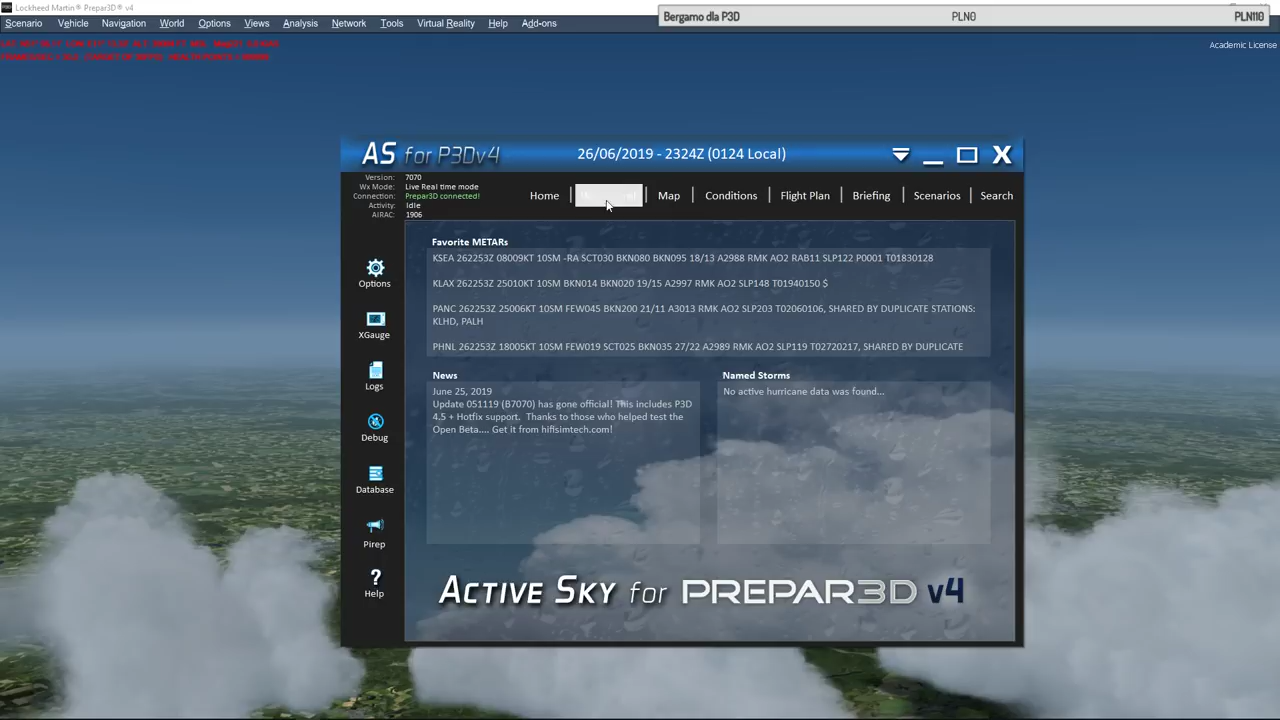 Lockheed Martin® Prepar3D® v4
Scenario Vehicle Navigation World Options Views Analysis Network Tools Virtual Reality Help Add-ons
Bergamo dla P3D PLN0 PLN110
Academic License
AS for P3Dv4 26/06/2019 - 2324Z (0124 Local) X
Version: 7070
Wx Mode: Live Real time mode
Connection: Prepar3D connected!
Activity: Idle
AIRAC: 1906
Home | | Map | Conditions | Flight Plan | Briefing | Scenarios | Search
Options
XGauge
Logs
Debug
Database
Pirep
?
Help
Favorite METARs
KSEA 262253Z 08009KT 10SM -RA SCT030 BKN080 BKN095 18/13 A2988 RMK AO2 RAB11 SLP122 P0001 T01830128
KLAX 262253Z 25010KT 10SM BKN014 BKN020 19/15 A2997 RMK AO2 SLP148 T01940150 $
PANC 262253Z 25006KT 10SM FEW045 BKN200 21/11 A3013 RMK AO2 SLP203 T02060106, SHARED BY DUPLICATE STATIONS:
KLHD, PALH
PHNL 262253Z 18005KT 10SM FEW019 SCT025 BKN035 27/22 A2989 RMK AO2 SLP119 T02720217, SHARED BY DUPLICATE
News
June 25, 2019
Update 051119 (B7070) has gone official! This includes P3D
4.5 + Hotfix support. Thanks to those who helped test the
Open Beta.... Get it from hifisimtech.com!
Named Storms
No active hurricane data was found...
ACTIVE SKY for PREPAR3D v4